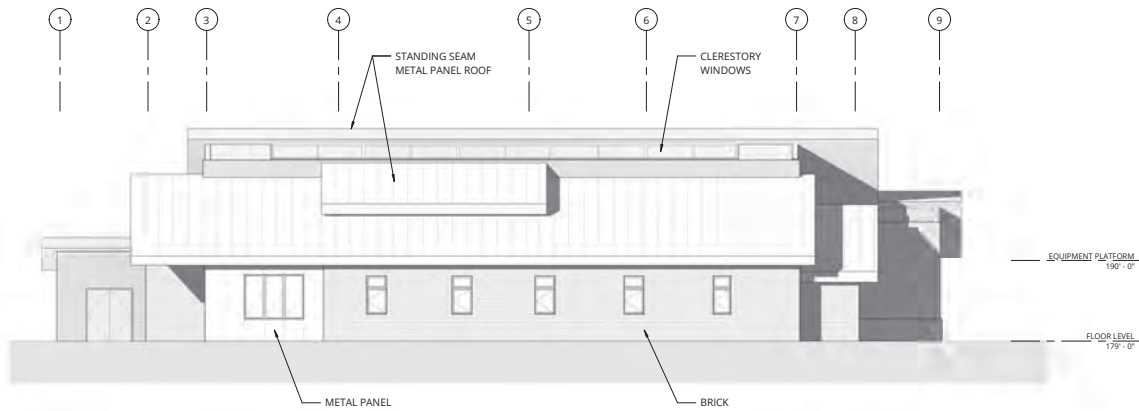 1 2 3 4 5 6 7 8 9
STANDING SEAM
METAL PANEL ROOF
CLERESTORY
WINDOWS
EQUIPMENT PLATFORM
190' - 0"
FLOOR LEVEL
179' - 0"
METAL PANEL
BRICK